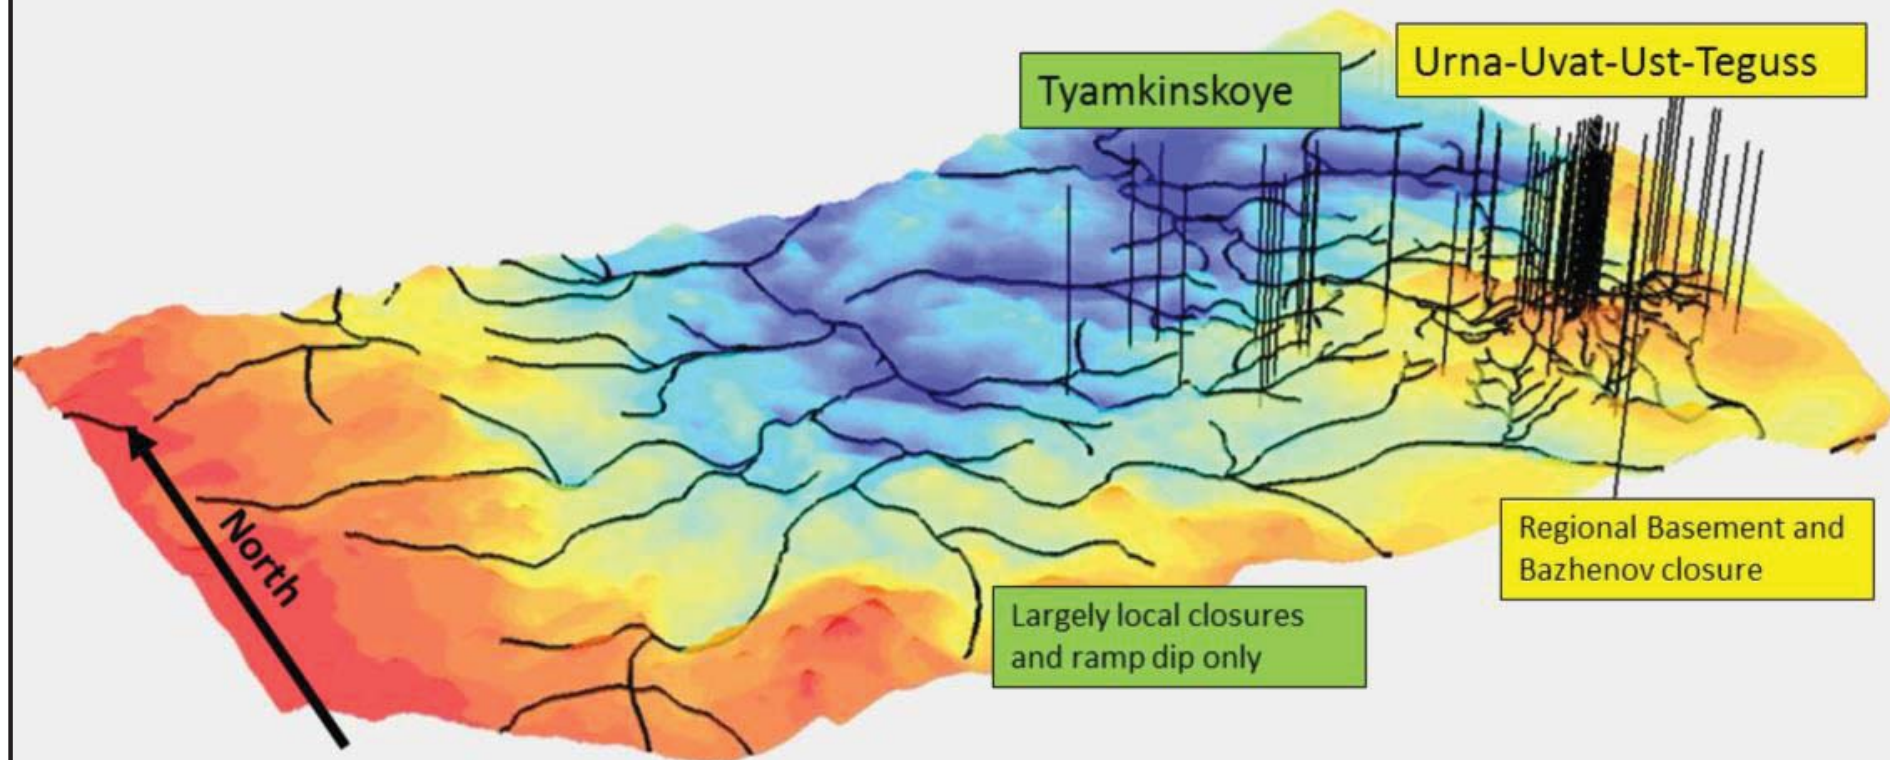 Tyamkinskoye
Urna-Uvat-Ust-Teguss
North
Regional Basement and
Bazhenov closure
Largely local closures
and ramp dip only